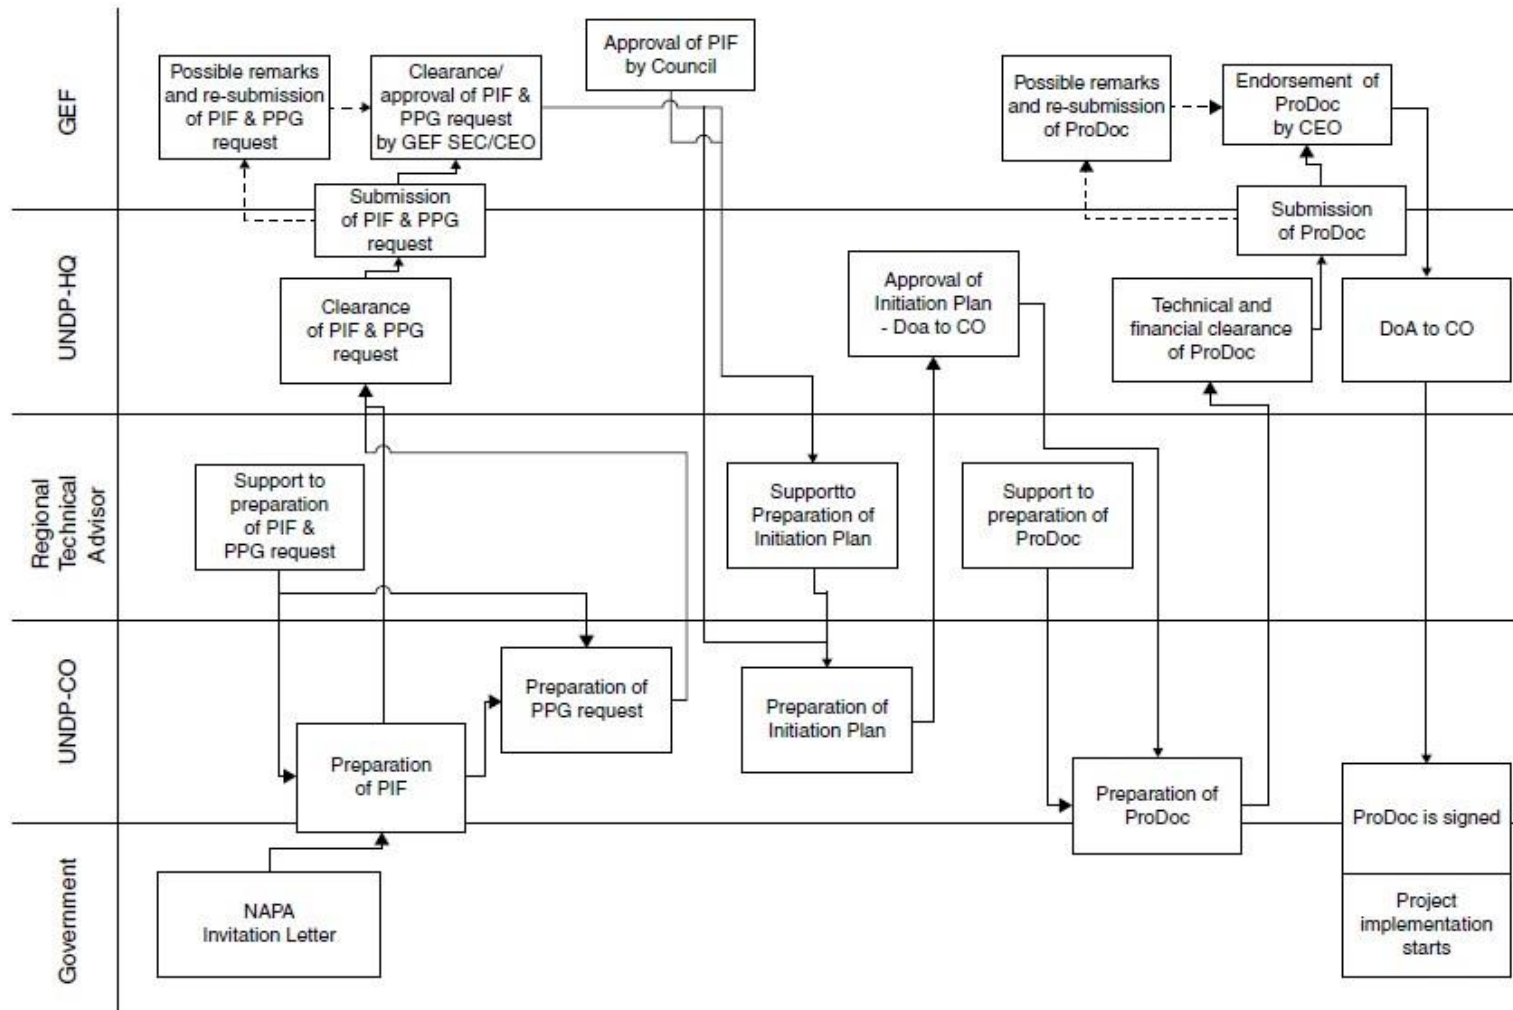 GEF
Possible remarks
and re-submission
of PIF & PPG
request
Clearance/
approval of PIF &
PPG request
by GEF SEC/CEO
Approval of PIF
by Council
Possible remarks
and re-submission
of ProDoc
Endorsement of
ProDoc
by CEO
Submission
of PIF & PPG
request
Submission
of ProDoc
UNDP-HQ
Clearance
of PIF & PPG
request
Approval of
Initiation Plan
- Doa to CO
Technical and
financial clearance
of ProDoc
DoA to CO
Regional
Technical
Advisor
Support to
preparation
of PIF &
PPG request
Supportto
Preparation of
Initiation Plan
Support to
preparation of
ProDoc
UNDP-CO
Preparation
of PIF
Preparation of
PPG request
Preparation of
Initiation Plan
Preparation of
ProDoc
ProDoc is signed
Government
NAPA
Invitation Letter
Project
implementation
starts